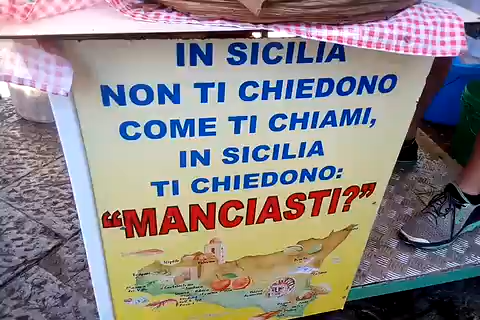 IN SICILIA
NON TI CHIEDONO
COME TI CHIAMI,
IN SICILIA
TI CHIEDONO:
"MANCIASTI?"